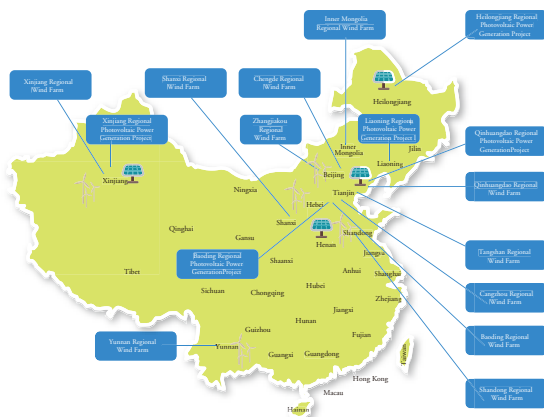 Inner Mongolia
Regional Wind Farm
Heilongjiang Regional
Photovoltaic Power
Generation Project
Xinjiang Regional
Wind Farm
Shanxi Regional
Wind Farm
Chengde Regional
Wind Farm
Heilongjiang
Xinjiang Regional
Photovoltaic Power
Generation Project
Zhangjiakou
Regional
Wind Farm
Liaoning Regional
Photovoltaic Power
Generation Project
Qinhuangdao Regional
Photovoltaic Power
GenerationProject
Inner
Mongolia
Jilin
Liaoning
Xinjiang
Beijing
Ningxia
Tianjin
Qinhuangdao Regional
Wind Farm
Hebei
Shanxi
Qinghai
Gansu
Shaudong
Henan
Jiangsu
Tangshan Regional
Wind Farm
Baoding Regional
Photovoltaic Power
GenerationProject
Shaanxi
Tibet
Anhui
Shanghai
Sichuan
Chongqing
Hubei
Zhejiang
Cangzhou Regional
Wind Farm
Jiangxi
Hunan
Guizhou
Fujian
Baoding Regional
Wind Farm
Yunnan Regional
Wind Farm
Yunnan
Guangxi
Guangdong
Taiwan
Hong Kong
Macau
Shandong Regional
Wind Farm
Hainan